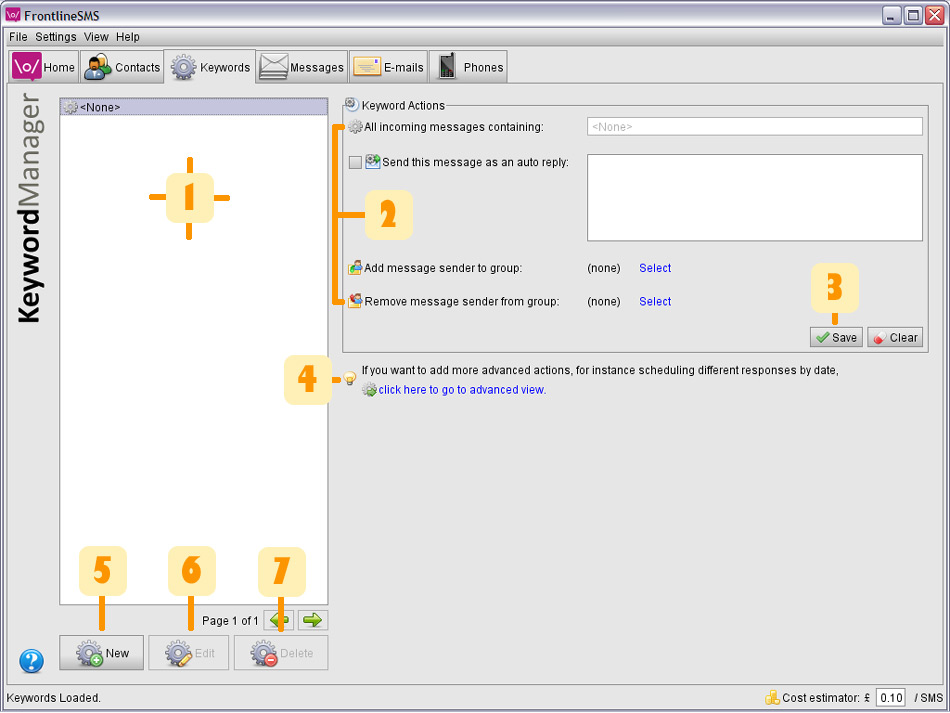 FrontlineSMS
File Settings View Help
\o/ Home Contacts Keywords Messages E-mails Phones
KeywordManager
<None>
Keyword Actions
All incoming messages containing: <None>
1
Send this message as an auto reply:
2
Add message sender to group: (none) Select
3
Remove message sender from group: (none) Select
Save Clear
4
If you want to add more advanced actions, for instance scheduling different responses by date,
click here to go to advanced view.
5 6 7
Page 1 of 1
New Edit Delete
?
Keywords Loaded. Cost estimator: £ 0.10 / SMS